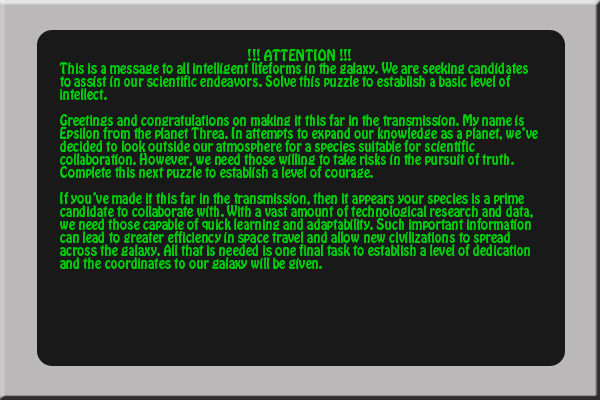 !!! ATTENTION !!!
This is a message to all intelligent lifeforms in the galaxy. We are seeking candidates
to assist in our scientific endeavors. Solve this puzzle to establish a basic level of
intellect.
Greetings and congratulations on making it this far in the transmission. My name is
Epsilon from the planet Threa. In attempts to expand our knowledge as a planet, we've
decided to look outside our atmosphere for a species suitable for scientific
collaboration. However, we need those willing to take risks in the pursuit of truth.
Complete this next puzzle to establish a level of courage.
If you've made it this far in the transmission, then it appears your species is a prime
candidate to collaborate with. With a vast amount of technological research and data,
we need those capable of quick learning and adaptability. Such important information
can lead to greater efficiency in space travel and allow new civilizations to spread
across the galaxy. All that is needed is one final task to establish a level of dedication
and the coordinates to our galaxy will be given.